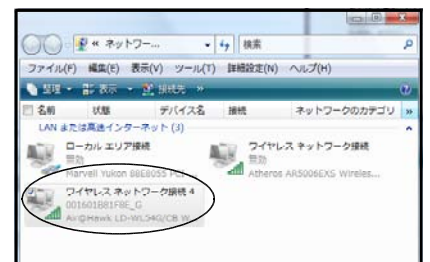 « ネットワー...
検索
ファイル(F) 編集(E) 表示(V) ツール(T) 詳細設定(N) ヘルプ(H)
整理 表示 接続先 »
名前 状態 デバイス名 接続 ネットワークのカテゴリ »
LAN または高速インターネット (3)
ローカル エリア接続
無効
Marvell Yukon 88E8055 PCI-...
ワイヤレス ネットワーク接続
無効
Atheros AR5006EXS Wireles...
ワイヤレス ネットワーク接続 4
001601B81F8E_G
LD-WL54G/CB W...